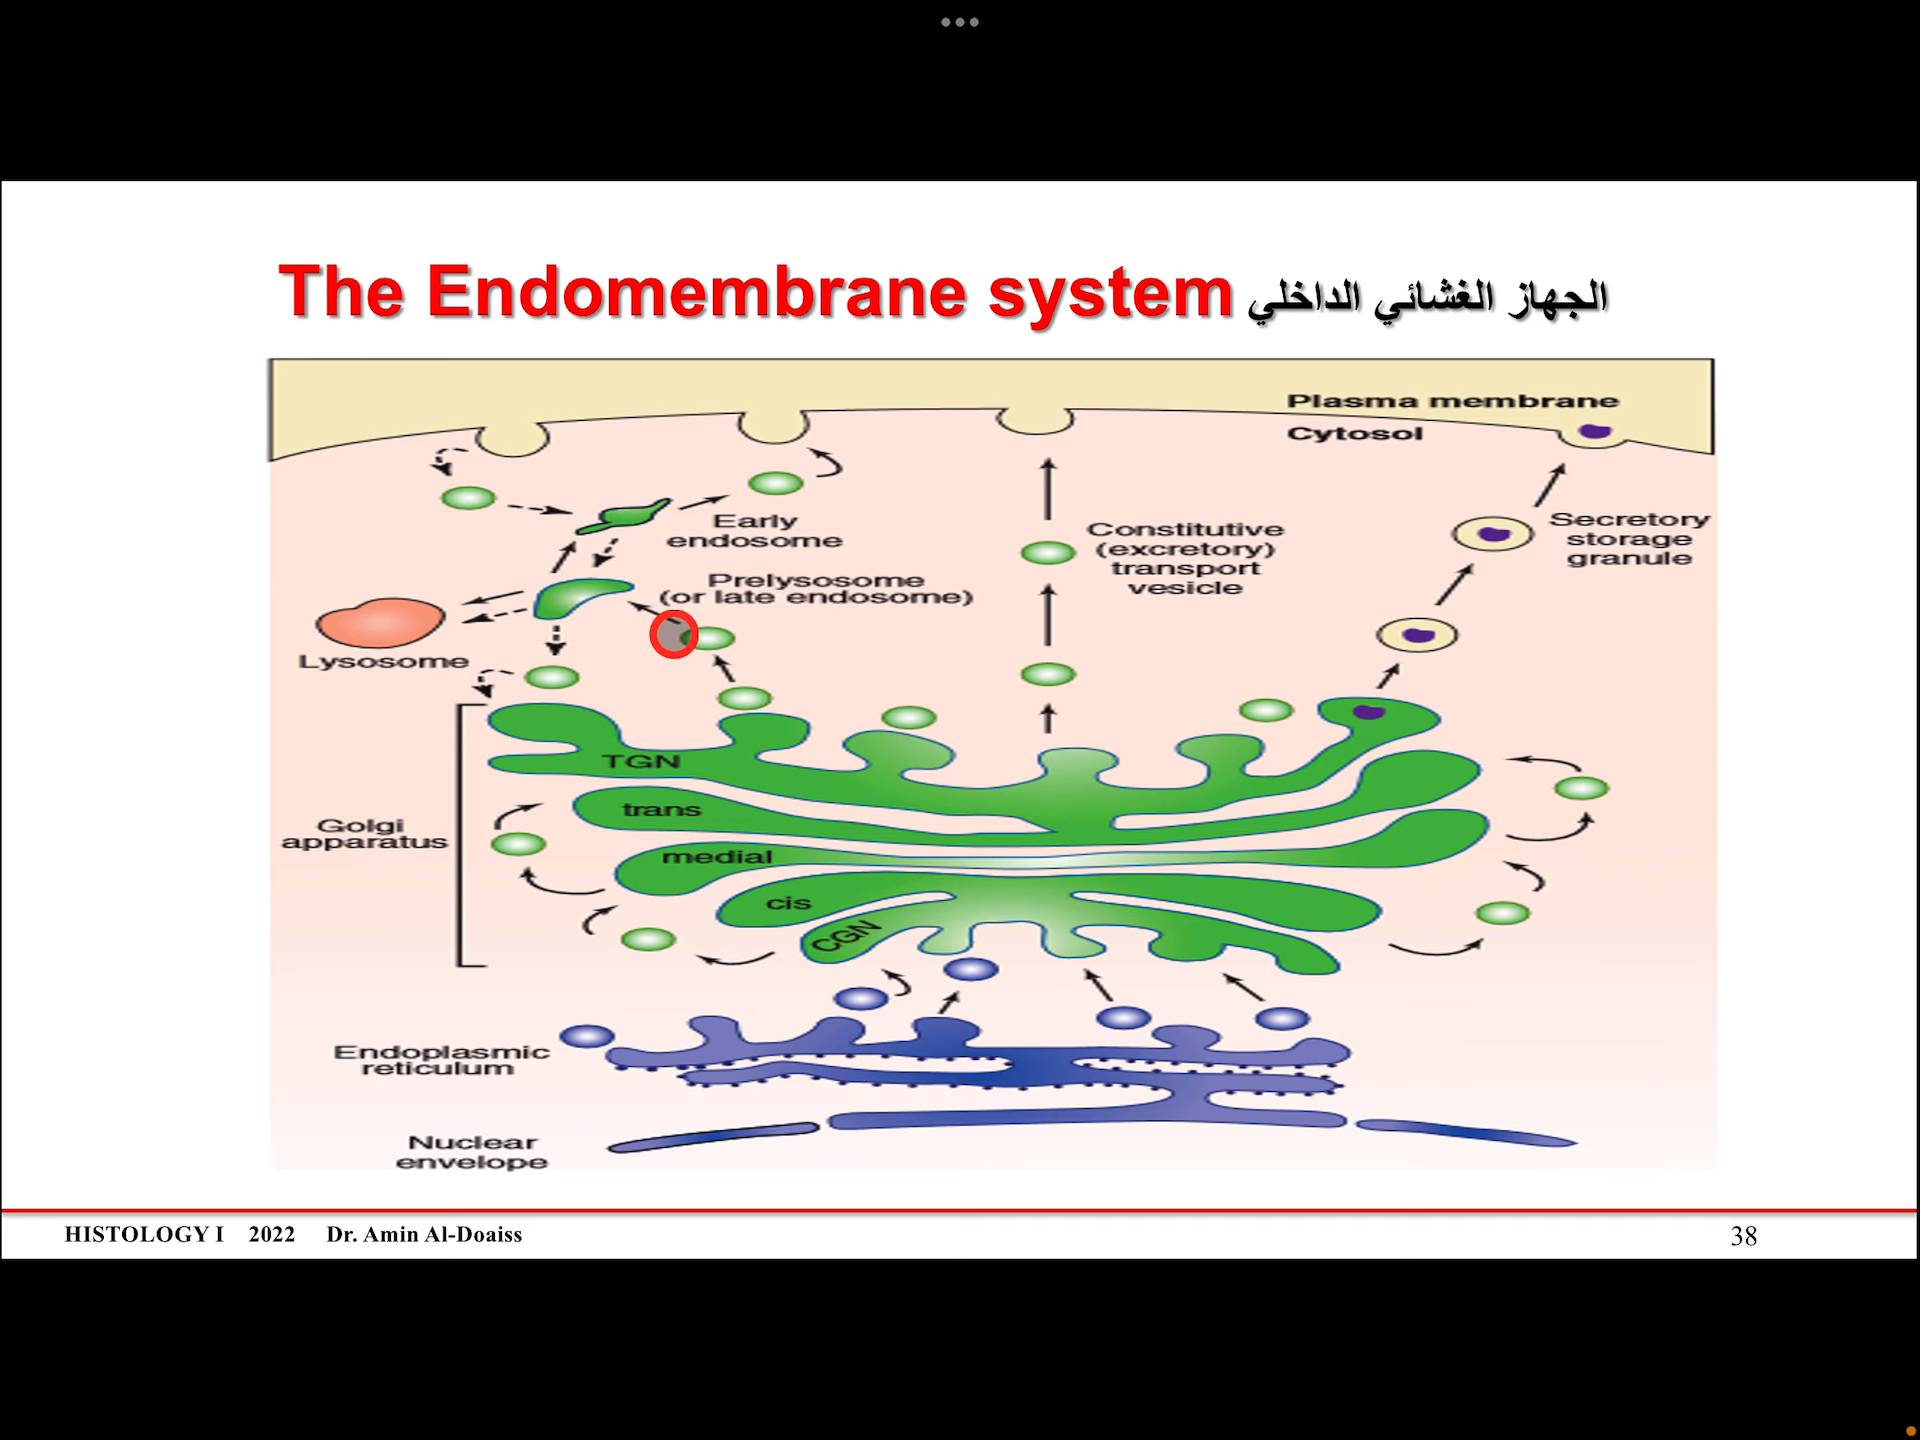 The Endomembrane system الجهاز الغشائي الداخلي
Plasma membrane
Cytosol
Early
endosome
Constitutive
(excretory)
transport
vesicle
Secretory
storage
granule
Prelysosome
(or late endosome)
Lysosome
TGN
trans
Golgi
apparatus
medial
cis
CGN
Endoplasmic
reticulum
Nuclear
envelope
HISTOLOGY I 2022 Dr. Amin Al-Doaiss
38